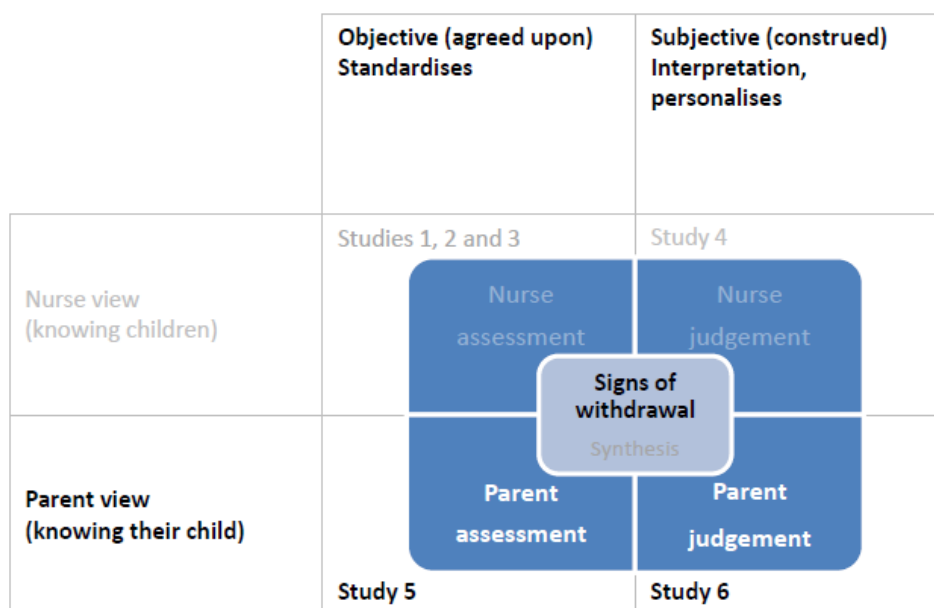 Objective (agreed upon)
Standardises
Subjective (construed)
Interpretation,
personalises
Nurse view
(knowing children)
Studies 1, 2 and 3
Study 4
Nurse
assessment
Nurse
judgement
Signs of
withdrawal
Synthesis
Parent view
(knowing their child)
Parent
assessment
Parent
judgement
Study 5
Study 6